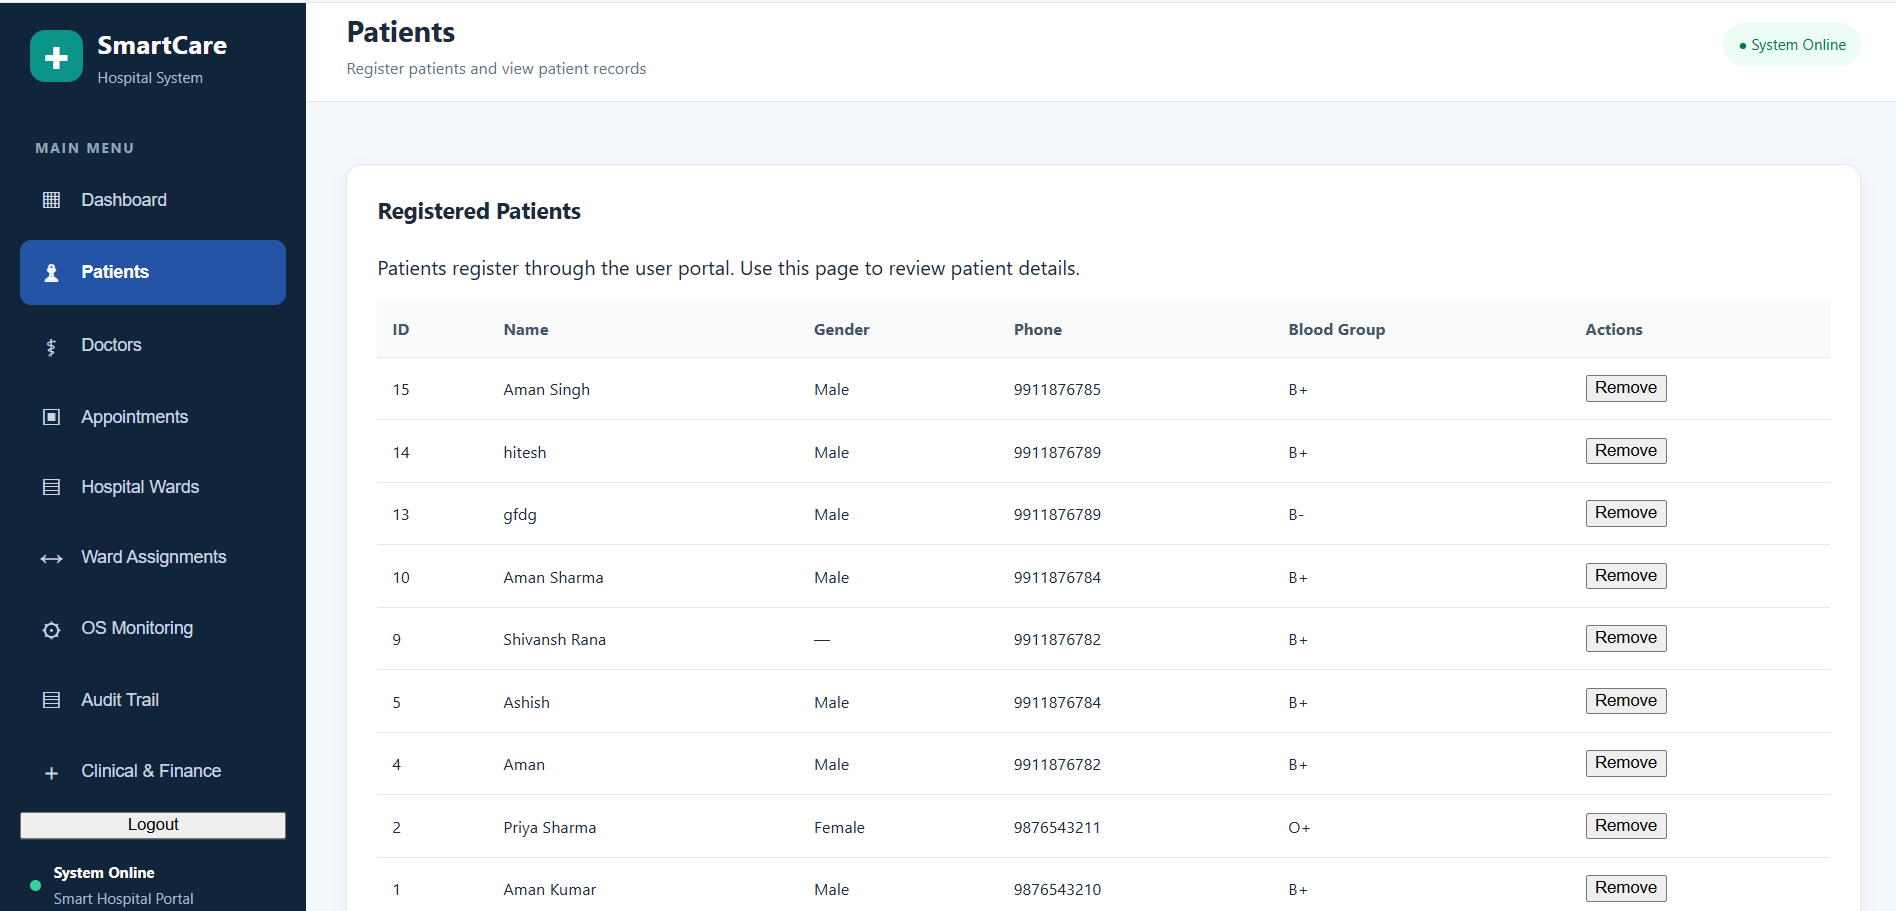 SmartCare
Hospital System
MAIN MENU
Dashboard
Patients
Doctors
Appointments
Hospital Wards
Ward Assignments
OS Monitoring
Audit Trail
Clinical & Finance
Logout
System Online
Smart Hospital Portal
Patients
Register patients and view patient records
System Online
Registered Patients
Patients register through the user portal. Use this page to review patient details.
ID Name Gender Phone Blood Group Actions
15 Aman Singh Male 9911876785 B+ Remove
14 hitesh Male 9911876789 B+ Remove
13 gfdg Male 9911876789 B- Remove
10 Aman Sharma Male 9911876784 B+ Remove
9 Shivansh Rana — 9911876782 B+ Remove
5 Ashish Male 9911876784 B+ Remove
4 Aman Male 9911876782 B+ Remove
2 Priya Sharma Female 9876543211 O+ Remove
1 Aman Kumar Male 9876543210 B+ Remove